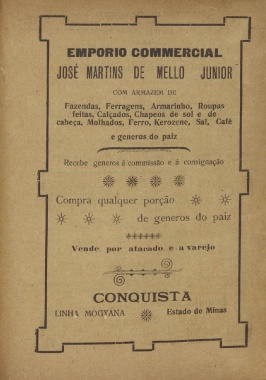 EMPORIO COMMERCIAL
JOSÉ MARTINS DE MELLO JUNIOR
COM ARMAZEM DE
Fazendas, Ferragens, Armarinho, Roupas
feitas, Calçados, Chapeos de sol e de
cabeça, Molhados, Ferro, Kerozene, Sal, Café
e generos do paiz
Recebe generos á commissão e á consignação
Compra qualquer porção
de generos do paiz
Vende por atacado e a varejo
CONQUISTA
LINHA MOGYANA Estado de Minas